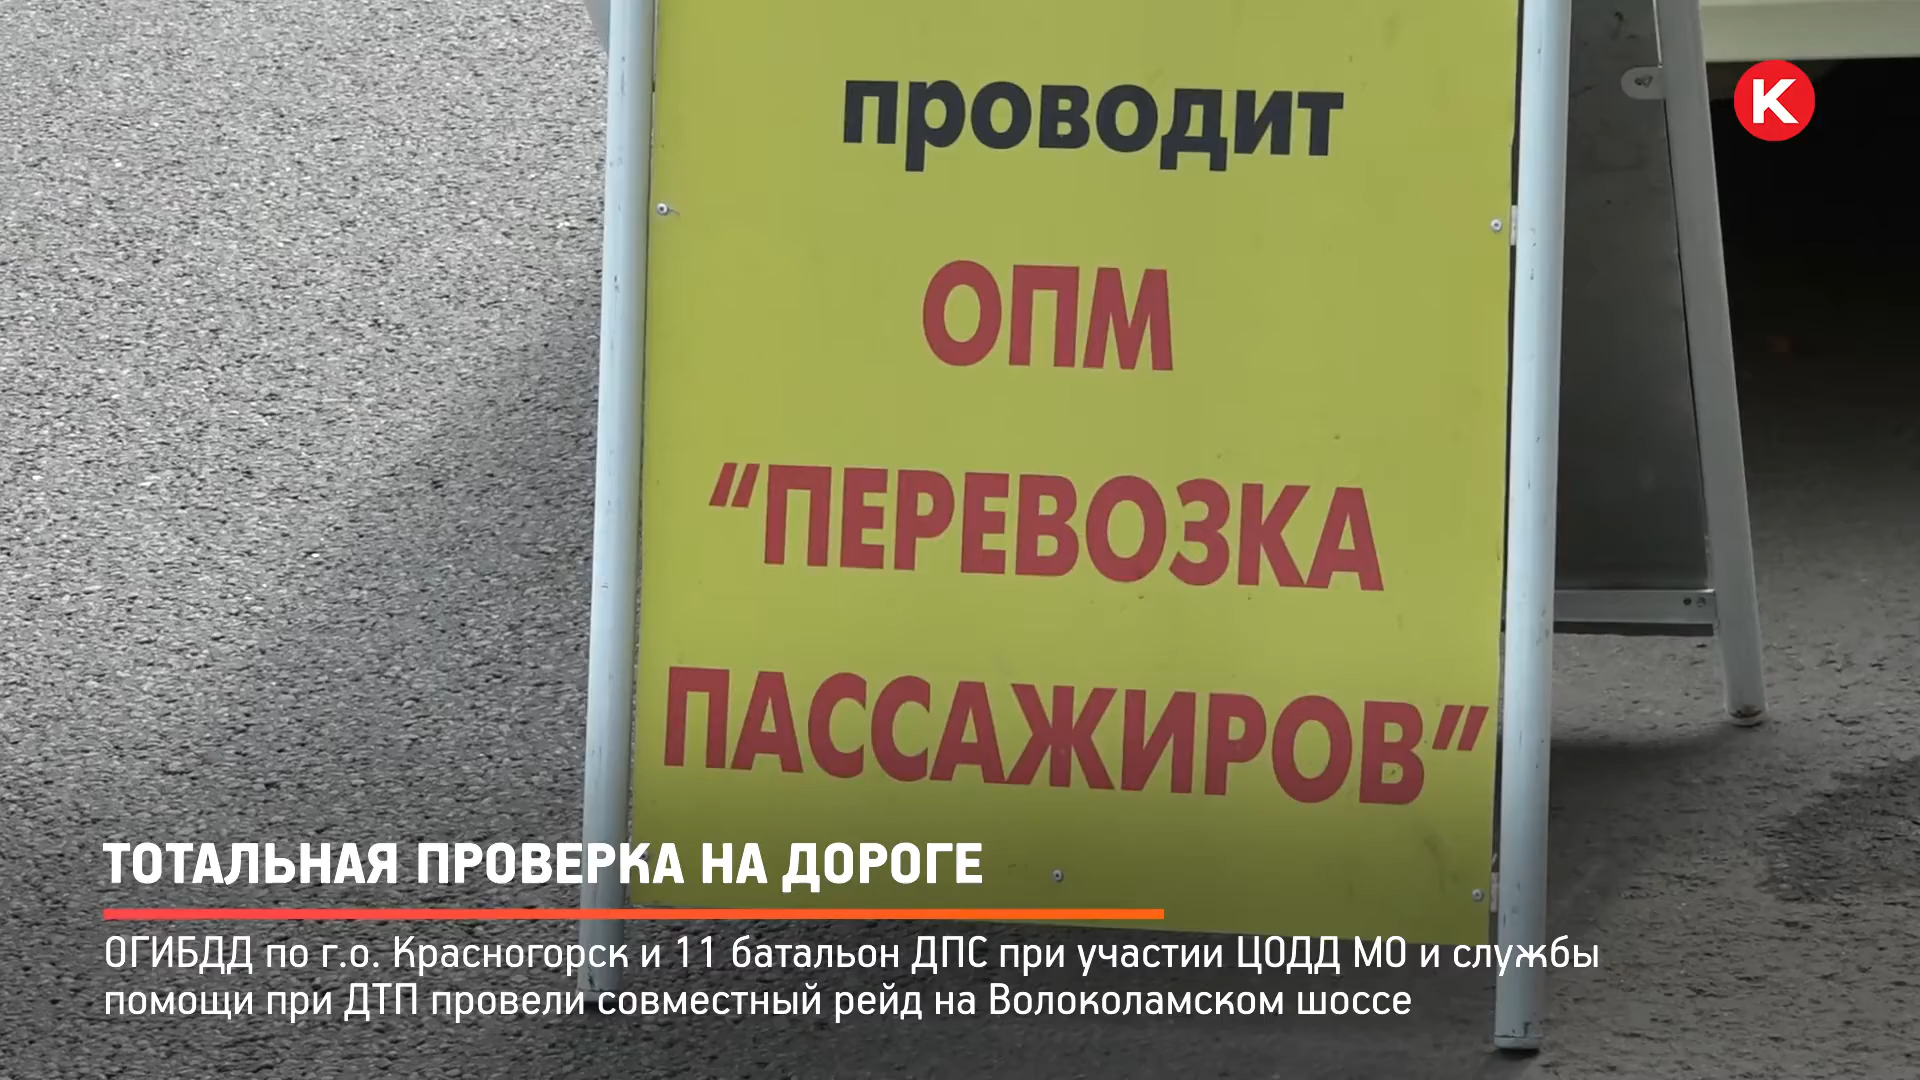 К
проводит
ОПМ
“ПЕРЕВОЗКА
ПАССАЖИРОВ”
ТОТАЛЬНАЯ ПРОВЕРКА НА ДОРОГЕ
ОГИБДД по г.о. Красногорск и 11 батальон ДПС при участии ЦОДД МО и службы
помощи при ДТП провели совместный рейд на Волоколамском шоссе